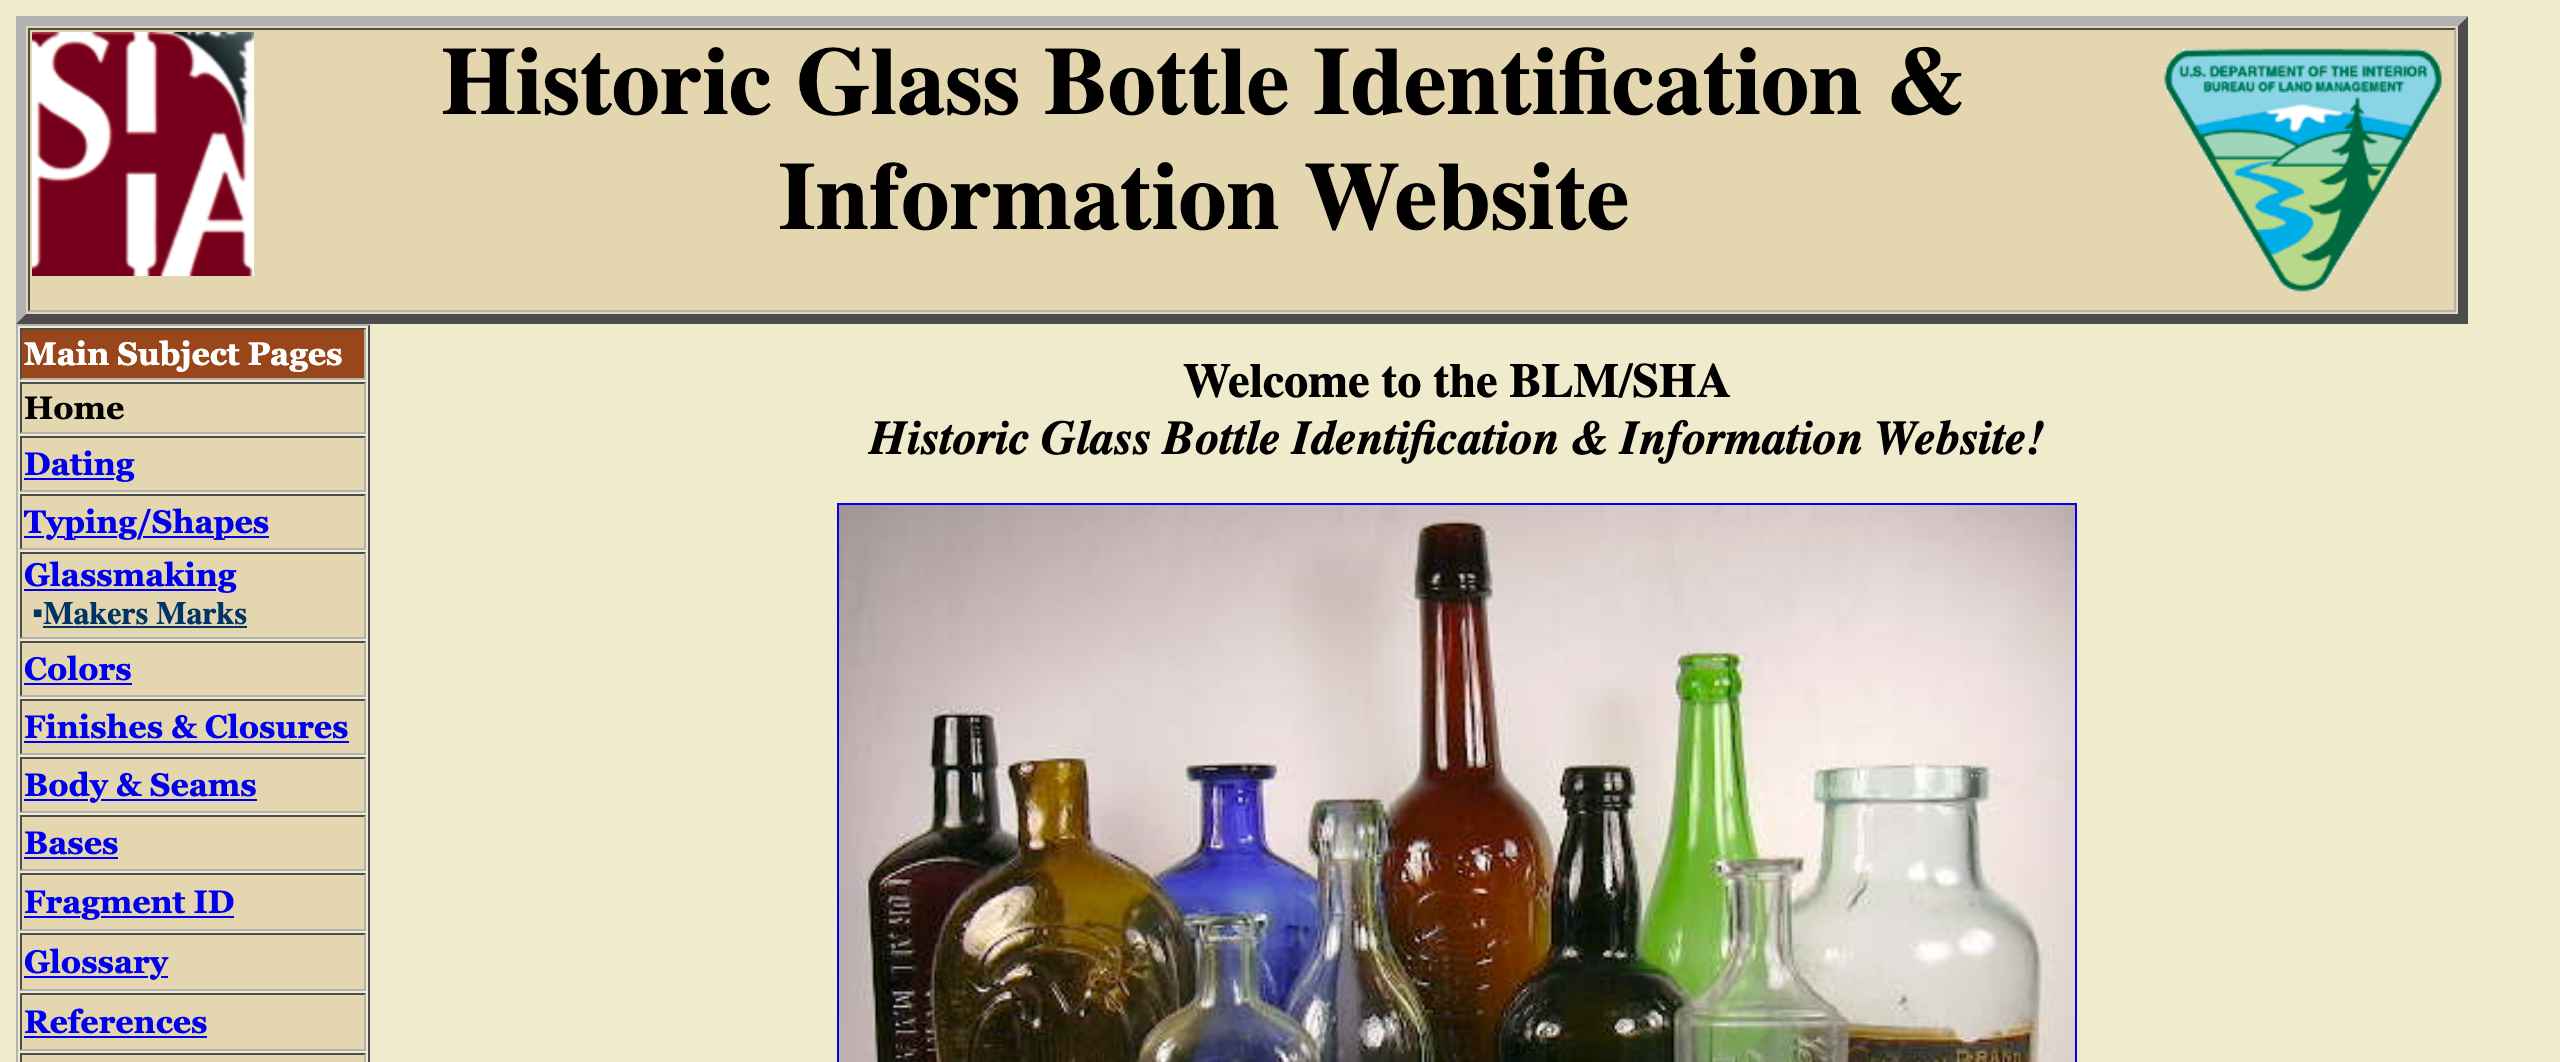 SHA
Historic Glass Bottle Identification &
Information Website
U.S. DEPARTMENT OF THE INTERIOR
BUREAU OF LAND MANAGEMENT
Main Subject Pages
Home
Dating
Typing/Shapes
Glassmaking
▪Makers Marks
Colors
Finishes & Closures
Body & Seams
Bases
Fragment ID
Glossary
References
Welcome to the BLM/SHA
Historic Glass Bottle Identification & Information Website!